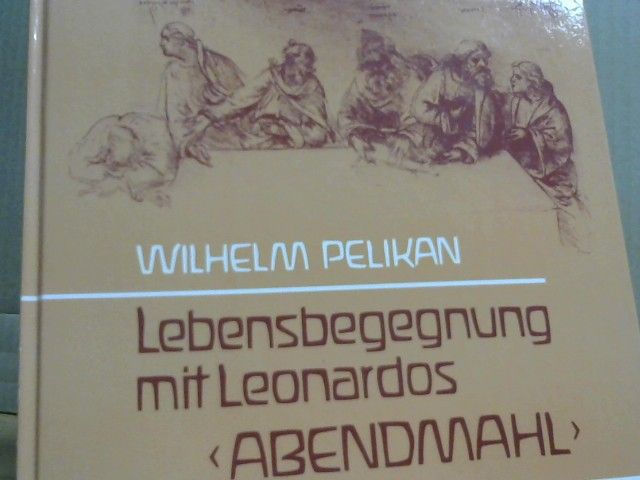 WILHELM PELIKAN
Lebensbegegnung
mit Leonardos
‹ABENDMAHL›